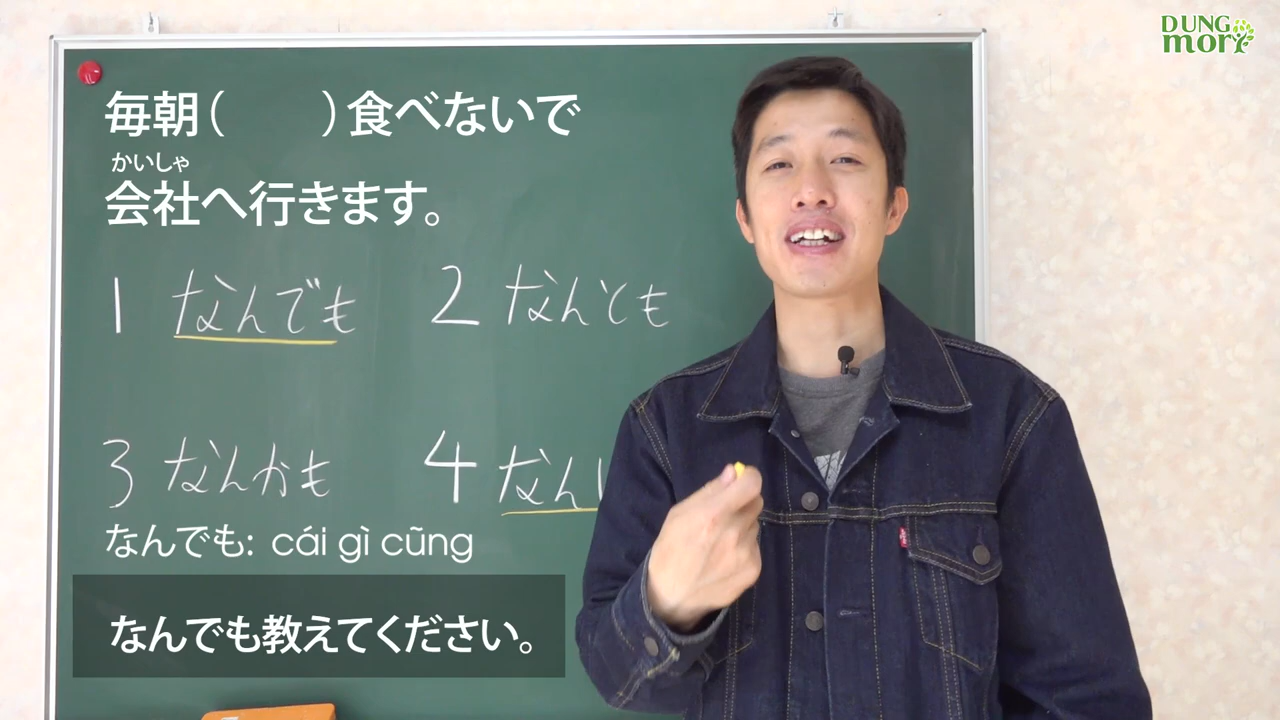 DUNG
mori
毎朝(　　)食べないで
かいしゃ
会社へ行きます。
1 なんでも 2 なんとも
3 なんかも 4 なん
なんでも: cái gì cũng
なんでも教えてください。